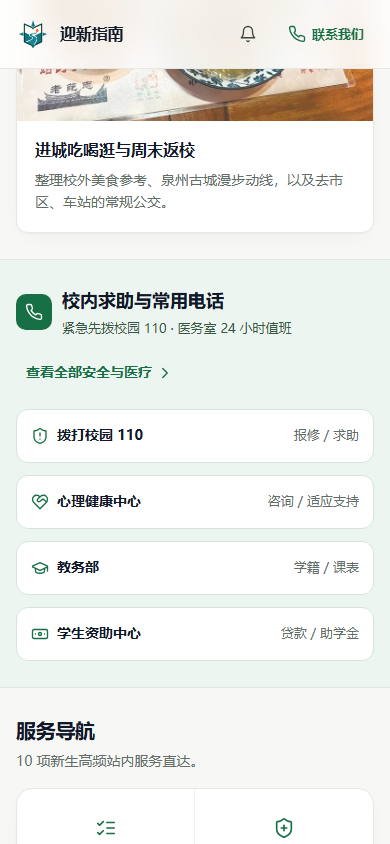 迎新指南
联系我们
进城吃喝逛与周末返校
整理校外美食参考、泉州古城漫步动线，以及去市
区、车站的常规公交。
校内求助与常用电话
紧急先拨校园 110 · 医务室 24 小时值班
查看全部安全与医疗
拨打校园 110
报修 / 求助
心理健康中心
咨询 / 适应支持
教务部
学籍 / 课表
学生资助中心
贷款 / 助学金
服务导航
10 项新生高频站内服务直达。